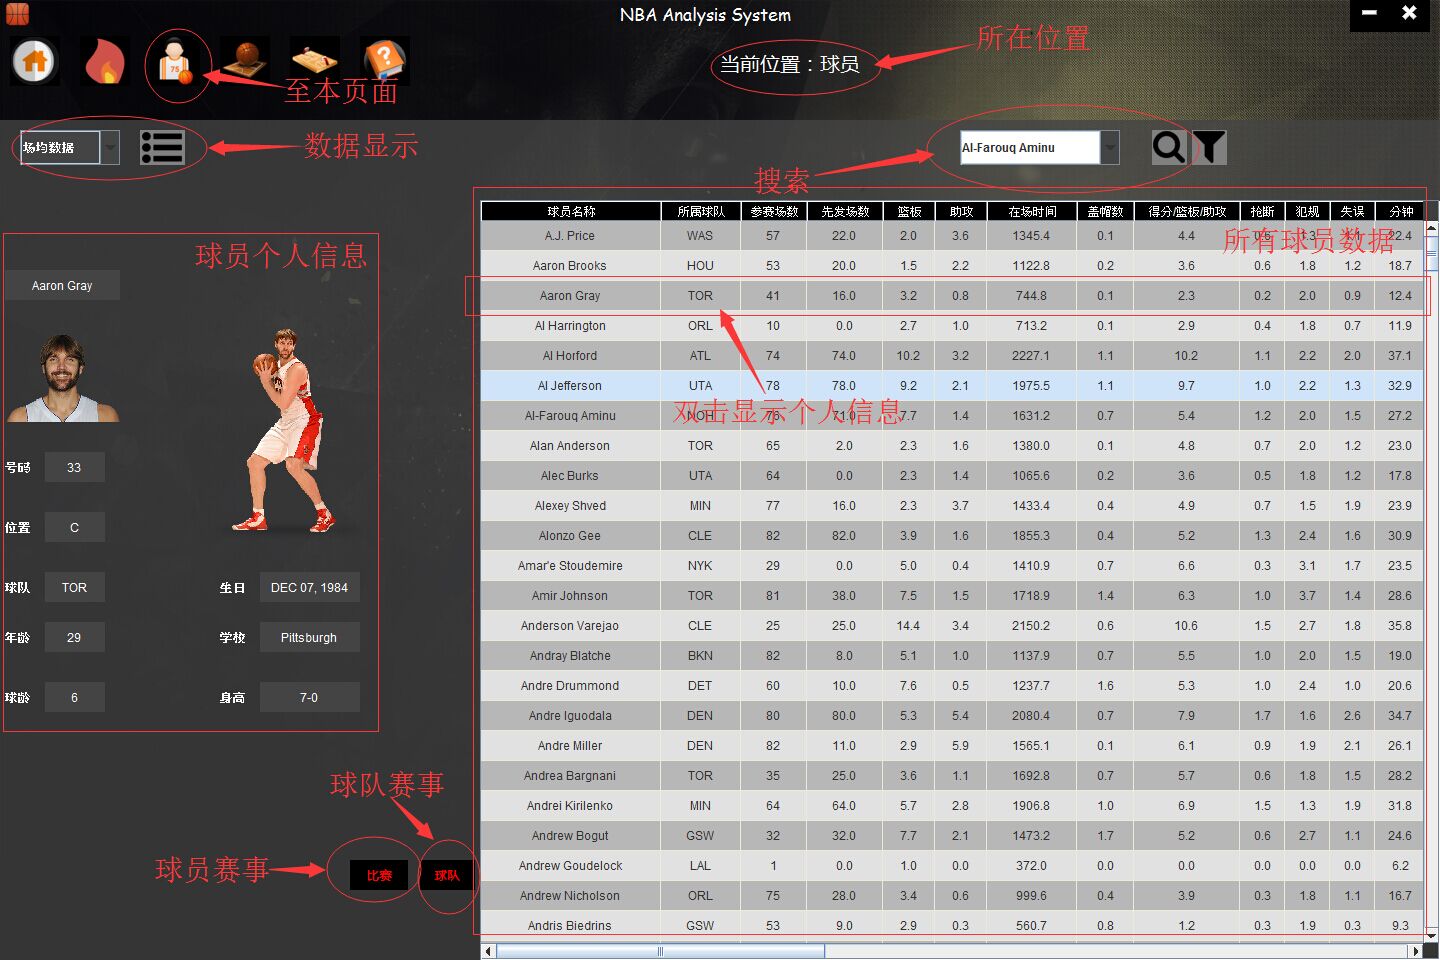 NBA Analysis System
所在位置
当前位置：球员
至本页面
场均数据
数据显示
Al-Farouq Aminu
搜索
球员个人信息
Aaron Gray
号码 33
位置 C
球队 TOR 生日 DEC 07, 1984
年龄 29 学校 Pittsburgh
球龄 6 身高 7-0
球队赛事
球员赛事
比赛 球队
球员名称 所属球队 参赛场数 先发场数 篮板 助攻 在场时间 盖帽数 得分/篮板/助攻 抢断 犯规 失误 分钟
A.J. Price WAS 57 22.0 2.0 3.6 1345.4 0.1 4.4 22.4
所有球员数据
Aaron Brooks HOU 53 20.0 1.5 2.2 1122.8 0.2 3.6 0.6 1.8 1.2 18.7
Aaron Gray TOR 41 16.0 3.2 0.8 744.8 0.1 2.3 0.2 2.0 0.9 12.4
Al Harrington ORL 10 0.0 2.7 1.0 713.2 0.1 2.9 0.4 1.8 0.7 11.9
Al Horford ATL 74 74.0 10.2 3.2 2227.1 1.1 10.2 1.1 2.2 2.0 37.1
Al Jefferson UTA 78 78.0 9.2 2.1 1975.5 1.1 9.7 1.0 2.2 1.3 32.9
双击显示个人信息
Al-Farouq Aminu NOH 76 71.0 7.7 1.4 1631.2 0.7 5.4 1.2 2.0 1.5 27.2
Alan Anderson TOR 65 2.0 2.3 1.6 1380.0 0.1 4.8 0.7 2.0 1.2 23.0
Alec Burks UTA 64 0.0 2.3 1.4 1065.6 0.2 3.6 0.5 1.8 1.2 17.8
Alexey Shved MIN 77 16.0 2.3 3.7 1433.4 0.4 4.9 0.7 1.5 1.9 23.9
Alonzo Gee CLE 82 82.0 3.9 1.6 1855.3 0.4 5.2 1.3 2.4 1.6 30.9
Amar'e Stoudemire NYK 29 0.0 5.0 0.4 1410.9 0.7 6.6 0.3 3.1 1.7 23.5
Amir Johnson TOR 81 38.0 7.5 1.5 1718.9 1.4 6.3 1.0 3.7 1.4 28.6
Anderson Varejao CLE 25 25.0 14.4 3.4 2150.2 0.6 10.6 1.5 2.7 1.8 35.8
Andray Blatche BKN 82 8.0 5.1 1.0 1137.9 0.7 5.5 1.0 2.0 1.5 19.0
Andre Drummond DET 60 10.0 7.6 0.5 1237.7 1.6 5.3 1.0 2.4 1.0 20.6
Andre Iguodala DEN 80 80.0 5.3 5.4 2080.4 0.7 7.9 1.7 1.6 2.6 34.7
Andre Miller DEN 82 11.0 2.9 5.9 1565.1 0.1 6.1 0.9 1.9 2.1 26.1
Andrea Bargnani TOR 35 25.0 3.6 1.1 1692.8 0.7 5.7 0.6 1.8 1.5 28.2
Andrei Kirilenko MIN 64 64.0 5.7 2.8 1906.8 1.0 6.9 1.5 1.3 1.9 31.8
Andrew Bogut GSW 32 32.0 7.7 2.1 1473.2 1.7 5.2 0.6 2.7 1.1 24.6
Andrew Goudelock LAL 1 0.0 1.0 0.0 372.0 0.0 0.0 0.0 0.0 0.0 6.2
Andrew Nicholson ORL 75 28.0 3.4 0.6 999.6 0.4 3.9 0.3 1.8 1.1 16.7
Andris Biedrins GSW 53 9.0 2.9 0.3 560.7 0.8 1.2 0.3 1.9 0.3 9.3